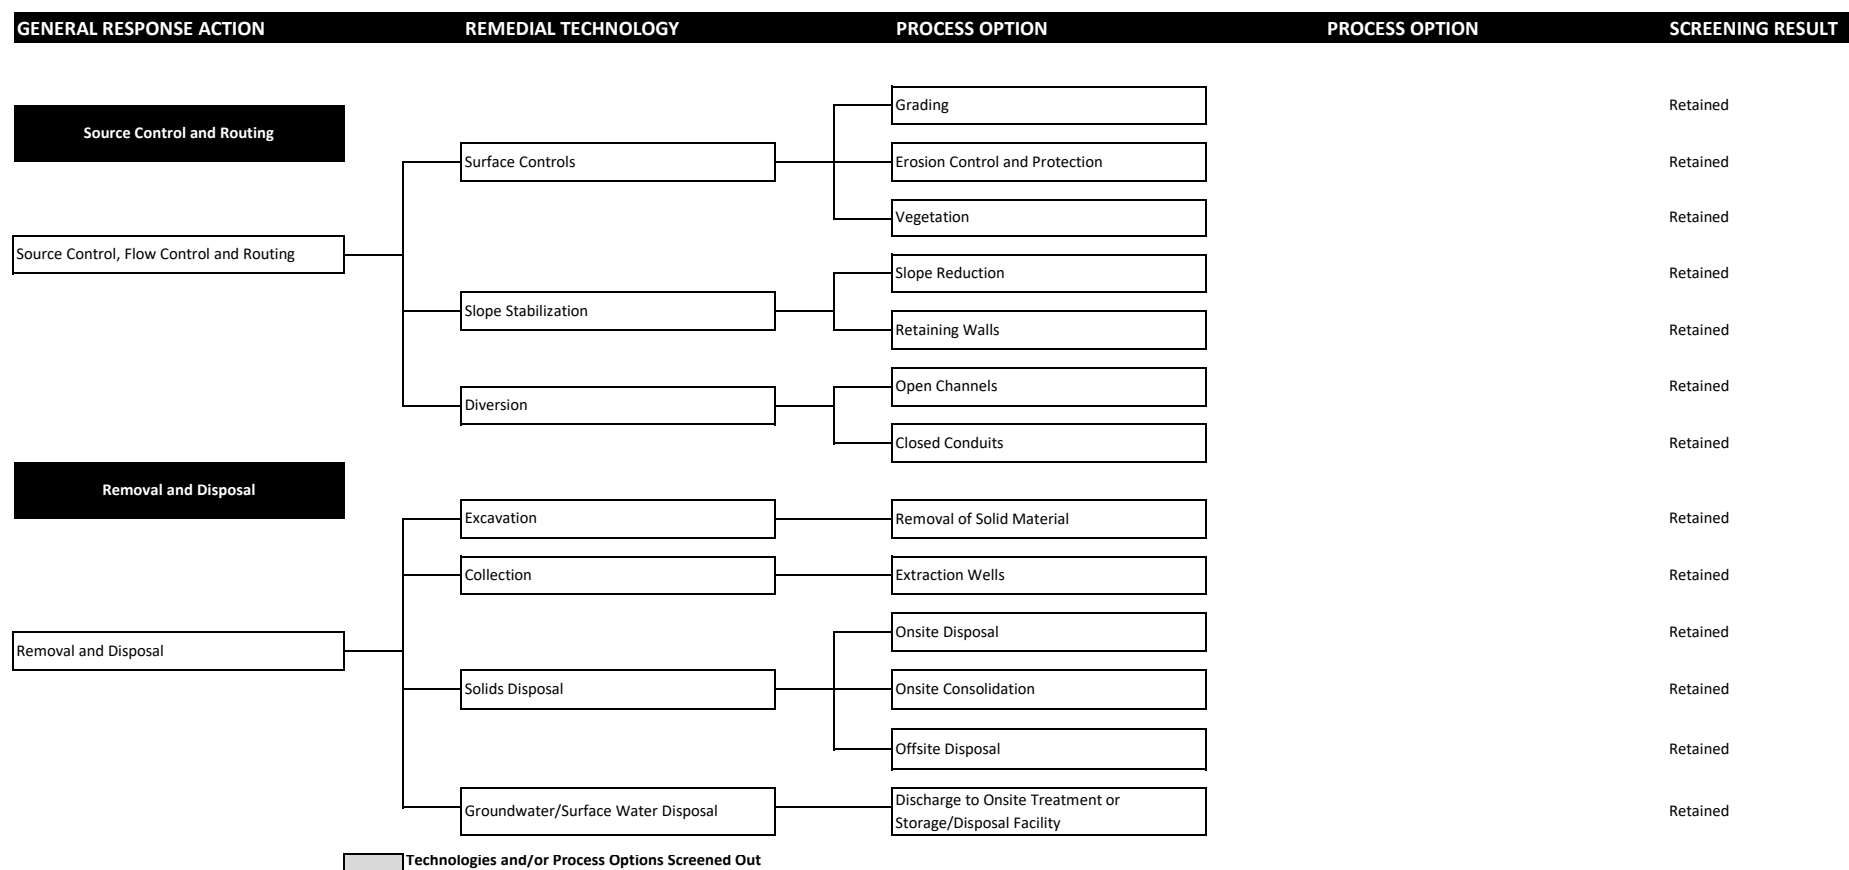 GENERAL RESPONSE ACTION REMEDIAL TECHNOLOGY PROCESS OPTION PROCESS OPTION SCREENING RESULT
Grading Retained
Source Control and Routing
Surface Controls Erosion Control and Protection Retained
Vegetation Retained
Source Control, Flow Control and Routing
Slope Reduction Retained
Slope Stabilization
Retaining Walls Retained
Open Channels Retained
Diversion
Closed Conduits Retained
Removal and Disposal
Excavation Removal of Solid Material Retained
Collection Extraction Wells Retained
Onsite Disposal Retained
Removal and Disposal
Solids Disposal Onsite Consolidation Retained
Offsite Disposal Retained
Groundwater/Surface Water Disposal Discharge to Onsite Treatment or
Storage/Disposal Facility Retained
Technologies and/or Process Options Screened Out